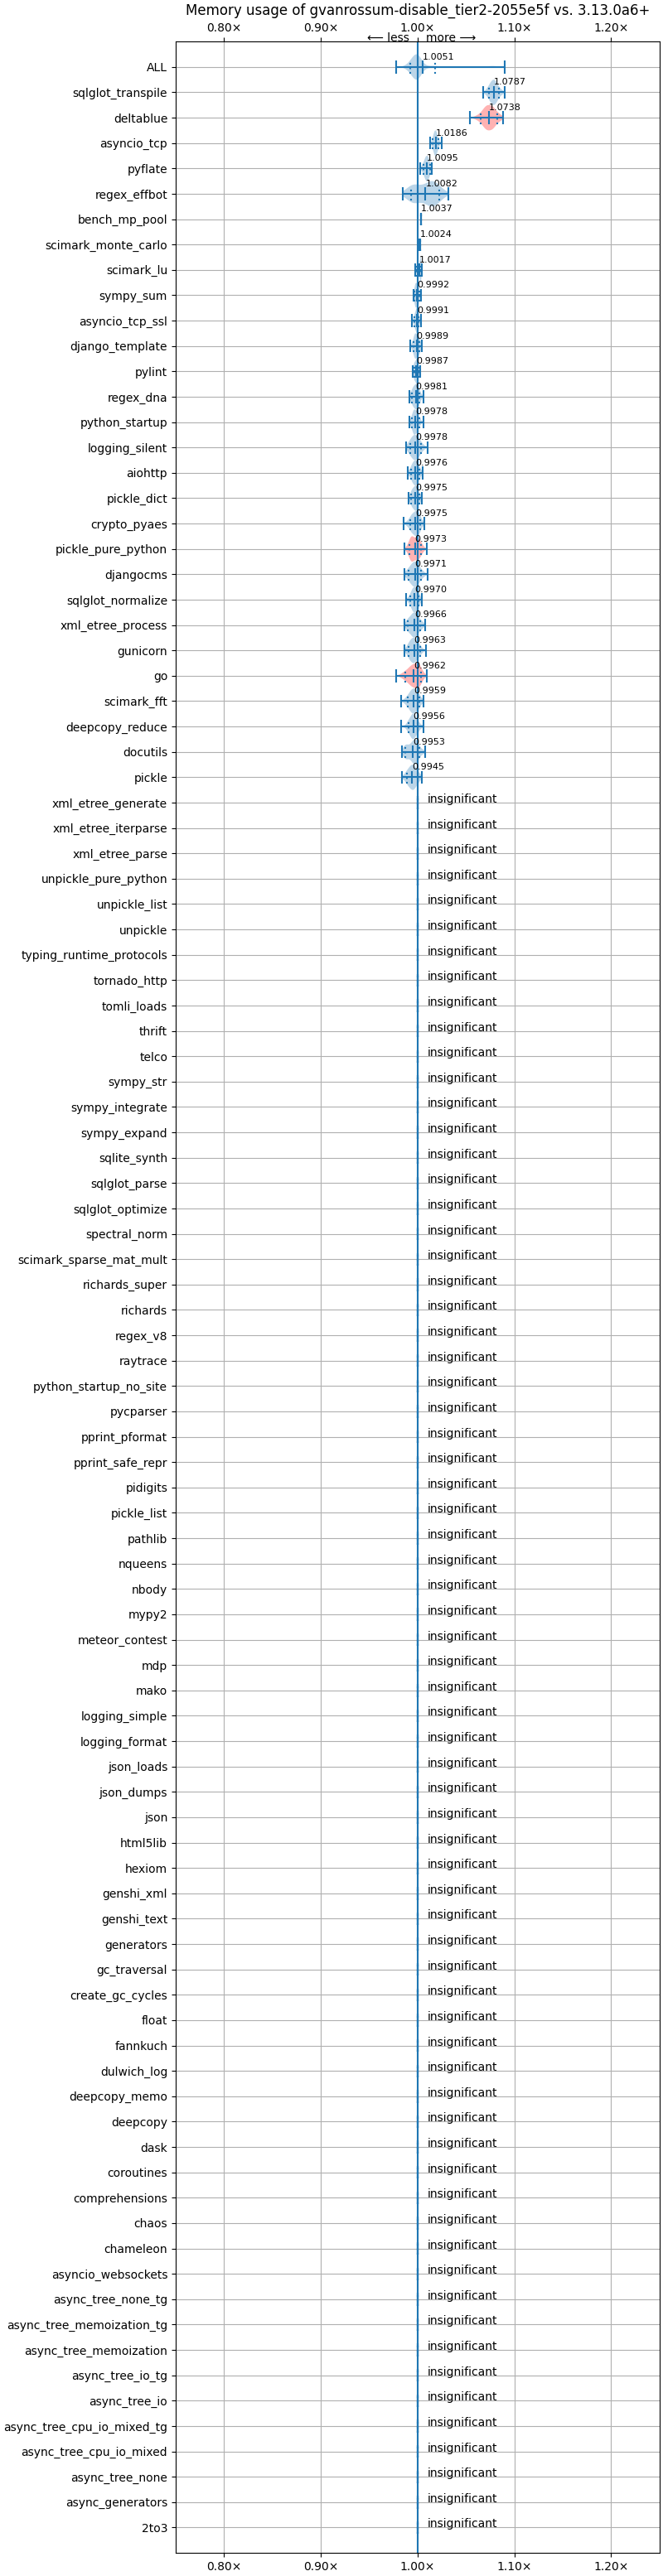 Memory usage of gvanrossum-disable_tier2-2055e5f vs. 3.13.0a6+
0.80× 0.90× 1.00× 1.10× 1.20×
⟵ less more ⟶
ALL 1.0051
sqlglot_transpile 1.0787
deltablue 1.0738
asyncio_tcp 1.0186
pyflate 1.0095
regex_effbot 1.0082
bench_mp_pool 1.0037
scimark_monte_carlo 1.0024
scimark_lu 1.0017
sympy_sum 0.9992
asyncio_tcp_ssl 0.9991
django_template 0.9989
pylint 0.9987
regex_dna 0.9981
python_startup 0.9978
logging_silent 0.9978
aiohttp 0.9976
pickle_dict 0.9975
crypto_pyaes 0.9975
pickle_pure_python 0.9973
djangocms 0.9971
sqlglot_normalize 0.9970
xml_etree_process 0.9966
gunicorn 0.9963
go 0.9962
scimark_fft 0.9959
deepcopy_reduce 0.9956
docutils 0.9953
pickle 0.9945
xml_etree_generate insignificant
xml_etree_iterparse insignificant
xml_etree_parse insignificant
unpickle_pure_python insignificant
unpickle_list insignificant
unpickle insignificant
typing_runtime_protocols insignificant
tornado_http insignificant
tomli_loads insignificant
thrift insignificant
telco insignificant
sympy_str insignificant
sympy_integrate insignificant
sympy_expand insignificant
sqlite_synth insignificant
sqlglot_parse insignificant
sqlglot_optimize insignificant
spectral_norm insignificant
scimark_sparse_mat_mult insignificant
richards_super insignificant
richards insignificant
regex_v8 insignificant
raytrace insignificant
python_startup_no_site insignificant
pycparser insignificant
pprint_pformat insignificant
pprint_safe_repr insignificant
pidigits insignificant
pickle_list insignificant
pathlib insignificant
nqueens insignificant
nbody insignificant
mypy2 insignificant
meteor_contest insignificant
mdp insignificant
mako insignificant
logging_simple insignificant
logging_format insignificant
json_loads insignificant
json_dumps insignificant
json insignificant
html5lib insignificant
hexiom insignificant
genshi_xml insignificant
genshi_text insignificant
generators insignificant
gc_traversal insignificant
create_gc_cycles insignificant
float insignificant
fannkuch insignificant
dulwich_log insignificant
deepcopy_memo insignificant
deepcopy insignificant
dask insignificant
coroutines insignificant
comprehensions insignificant
chaos insignificant
chameleon insignificant
asyncio_websockets insignificant
async_tree_none_tg insignificant
async_tree_memoization_tg insignificant
async_tree_memoization insignificant
async_tree_io_tg insignificant
async_tree_io insignificant
async_tree_cpu_io_mixed_tg insignificant
async_tree_cpu_io_mixed insignificant
async_tree_none insignificant
async_generators insignificant
2to3 insignificant
0.80× 0.90× 1.00× 1.10× 1.20×